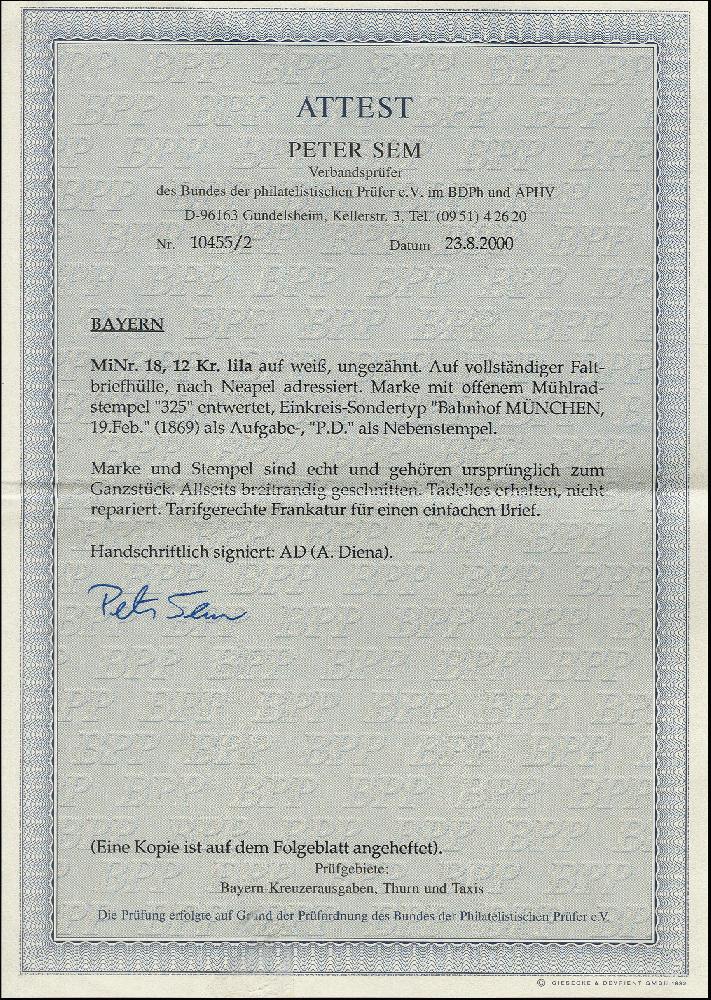 ATTEST
PETER SEM
Verbandsprüfer
des Bundes der philatelistischen Prüfer e.V. im BDPh und APHV
D-96163 Gundelsheim, Kellerstr. 3, Tel. (09 51) 4 26 20
Nr. 10455/2 Datum 23.8.2000
BAYERN
MiNr. 18, 12 Kr. lila auf weiß, ungezähnt. Auf vollständiger Falt-
briefhülle, nach Neapel adressiert. Marke mit offenem Mühlrad-
stempel "325" entwertet, Einkreis-Sondertyp "Bahnhof MÜNCHEN,
19.Feb." (1869) als Aufgabe-, "P.D." als Nebenstempel.
Marke und Stempel sind echt und gehören ursprünglich zum
Ganzstück. Allseits breitrandig geschnitten. Tadellos erhalten, nicht
repariert. Tarifgerechte Frankatur für einen einfachen Brief.
Handschriftlich signiert: AD (A. Diena).
Peter Sem
(Eine Kopie ist auf dem Folgeblatt angeheftet).
Prüfgebiete:
Bayern Kreuzerausgaben, Thurn und Taxis
Die Prüfung erfolgte auf Grund der Prüfordnung des Bundes der Philatelistischen Prüfer e.V.
© GIESECKE & DEVRIENT GMBH